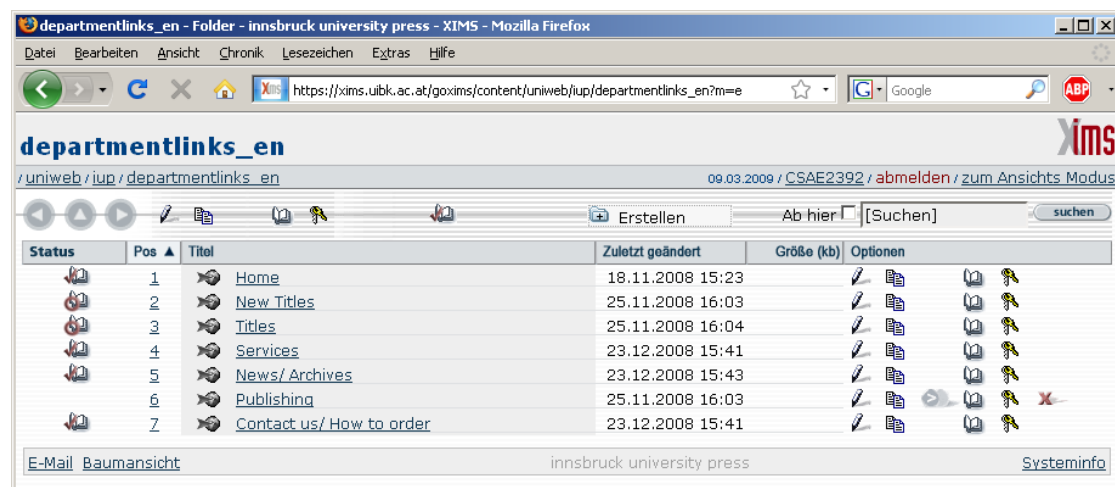 departmentlinks_en - Folder - innsbruck university press - XIMS - Mozilla Firefox
Datei Bearbeiten Ansicht Chronik Lesezeichen Extras Hilfe
Xims https://xims.uibk.ac.at/goxims/content/uniweb/iup/departmentlinks_en?m=e G Google ABP
departmentlinks_en Xims
/ uniweb / iup / departmentlinks_en 09.03.2009 / CSAE2392 / abmelden / zum Ansichts Modus
Erstellen Ab hier [Suchen] suchen
Status Pos Titel Zuletzt geändert Größe (kb) Optionen
1 Home 18.11.2008 15:23
2 New Titles 25.11.2008 16:03
3 Titles 25.11.2008 16:04
4 Services 23.12.2008 15:41
5 News/ Archives 23.12.2008 15:43
6 Publishing 25.11.2008 16:03
7 Contact us/ How to order 23.12.2008 15:41
E-Mail Baumansicht innsbruck university press Systeminfo